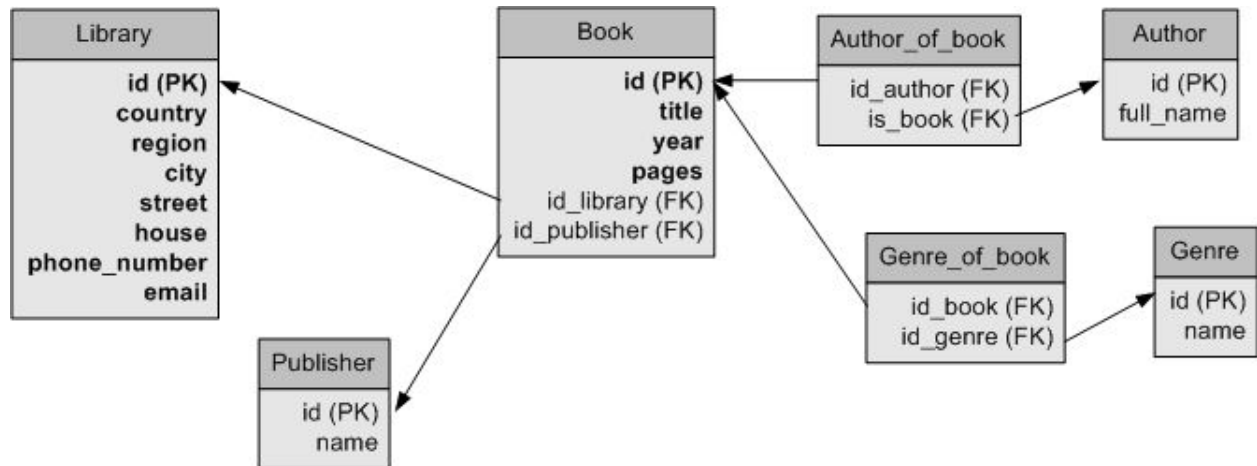 Library
id (PK)
country
region
city
street
house
phone_number
email
Book
id (PK)
title
year
pages
id_library (FK)
id_publisher (FK)
Author_of_book
id_author (FK)
is_book (FK)
Author
id (PK)
full_name
Genre_of_book
id_book (FK)
id_genre (FK)
Genre
id (PK)
name
Publisher
id (PK)
name